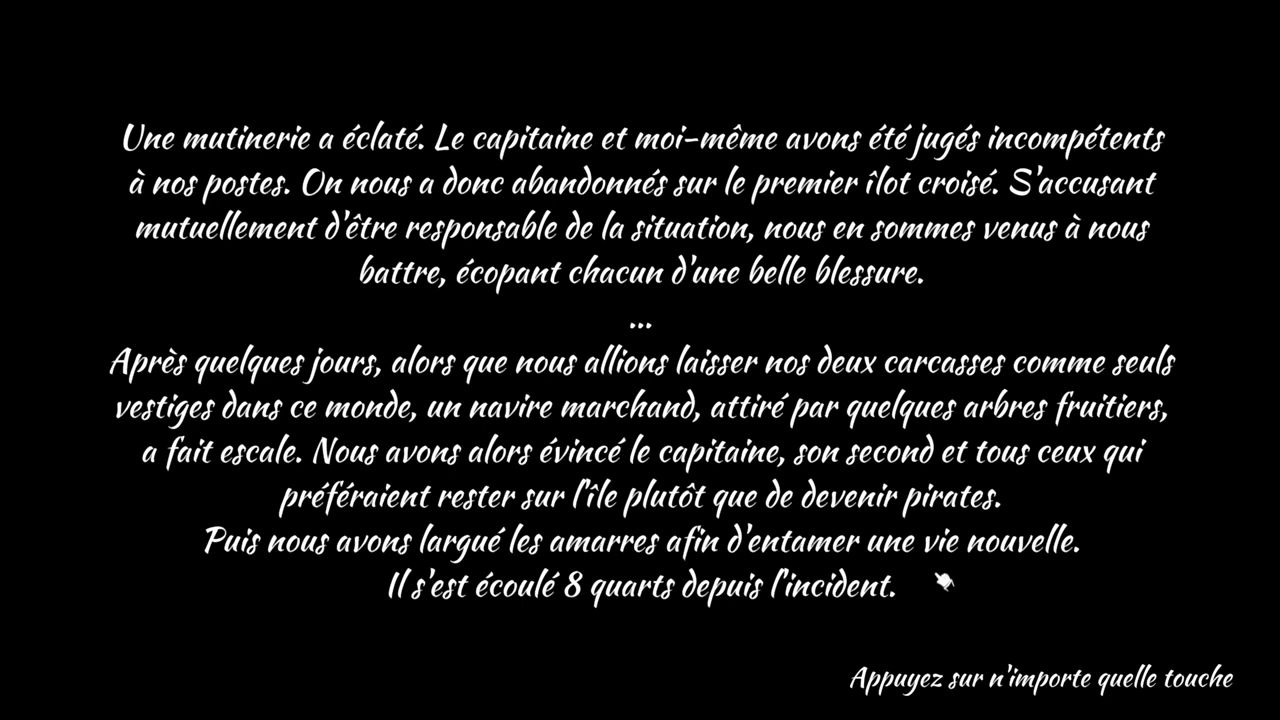 Une mutinerie a éclaté. Le capitaine et moi-même avons été jugés incompétents
à nos postes. On nous a donc abandonnés sur le premier îlot croisé. S'accusant
mutuellement d'être responsable de la situation, nous en sommes venus à nous
battre, écopant chacun d'une belle blessure.
...
Après quelques jours, alors que nous allions laisser nos deux carcasses comme seuls
vestiges dans ce monde, un navire marchand, attiré par quelques arbres fruitiers,
a fait escale. Nous avons alors évincé le capitaine, son second et tous ceux qui
préféraient rester sur l'île plutôt que de devenir pirates.
Puis nous avons largué les amarres afin d'entamer une vie nouvelle.
Il s'est écoulé 8 quarts depuis l'incident.
Appuyez sur n'importe quelle touche